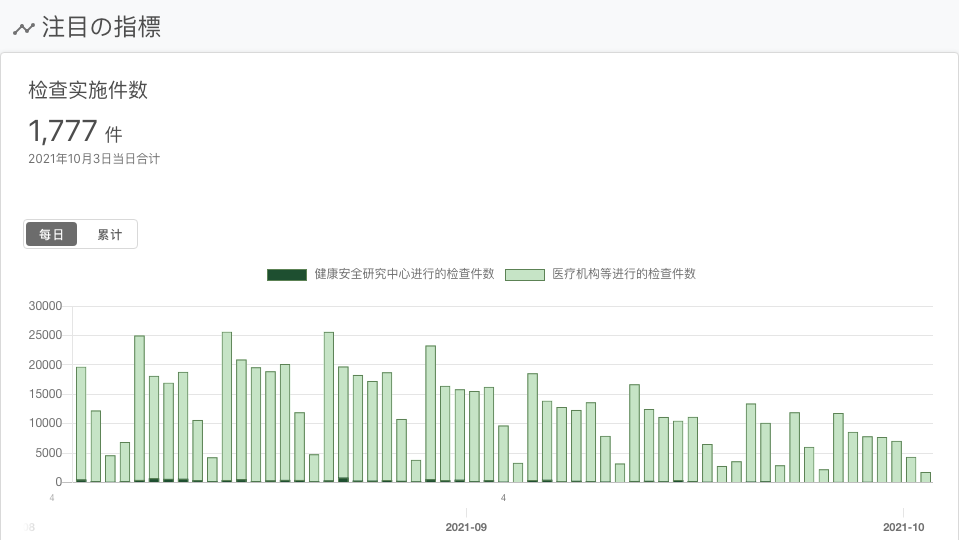 注目の指標
检查实施件数
1,777 件
2021年10月3日当日合计
每日 累计
健康安全研究中心进行的检查件数 医疗机构等进行的检查件数
30000
25000
20000
15000
10000
5000
0
4 4
2021-09 2021-10